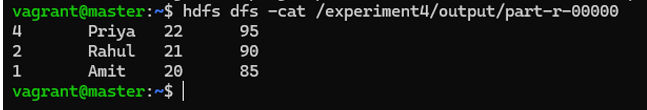 vagrant@master:~$ hdfs dfs -cat /experiment4/output/part-r-00000
4 Priya 22 95
2 Rahul 21 90
1 Amit 20 85
vagrant@master:~$